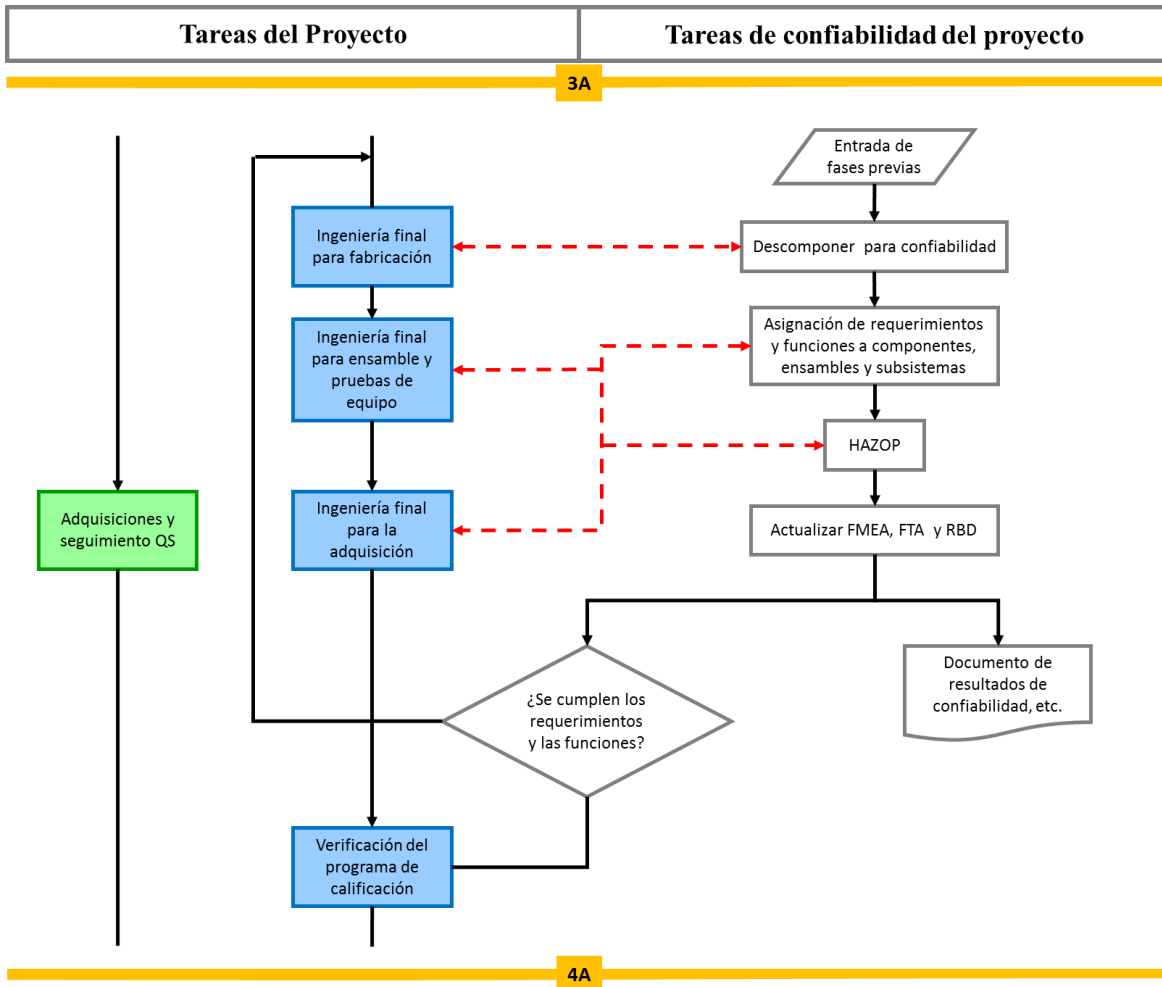 Tareas del Proyecto
Tareas de confiabilidad del proyecto
3A
Entrada de
fases previas
Ingeniería final
para fabricación
Descomponer para confiabilidad
Ingeniería final
para ensamble y
pruebas de
equipo
Asignación de requerimientos
y funciones a componentes,
ensambles y subsistemas
HAZOP
Adquisiciones y
seguimiento QS
Ingeniería final
para la
adquisición
Actualizar FMEA, FTA y RBD
¿Se cumplen los
requerimientos
y las funciones?
Documento de
resultados de
confiabilidad, etc.
Verificación del
programa de
calificación
4A